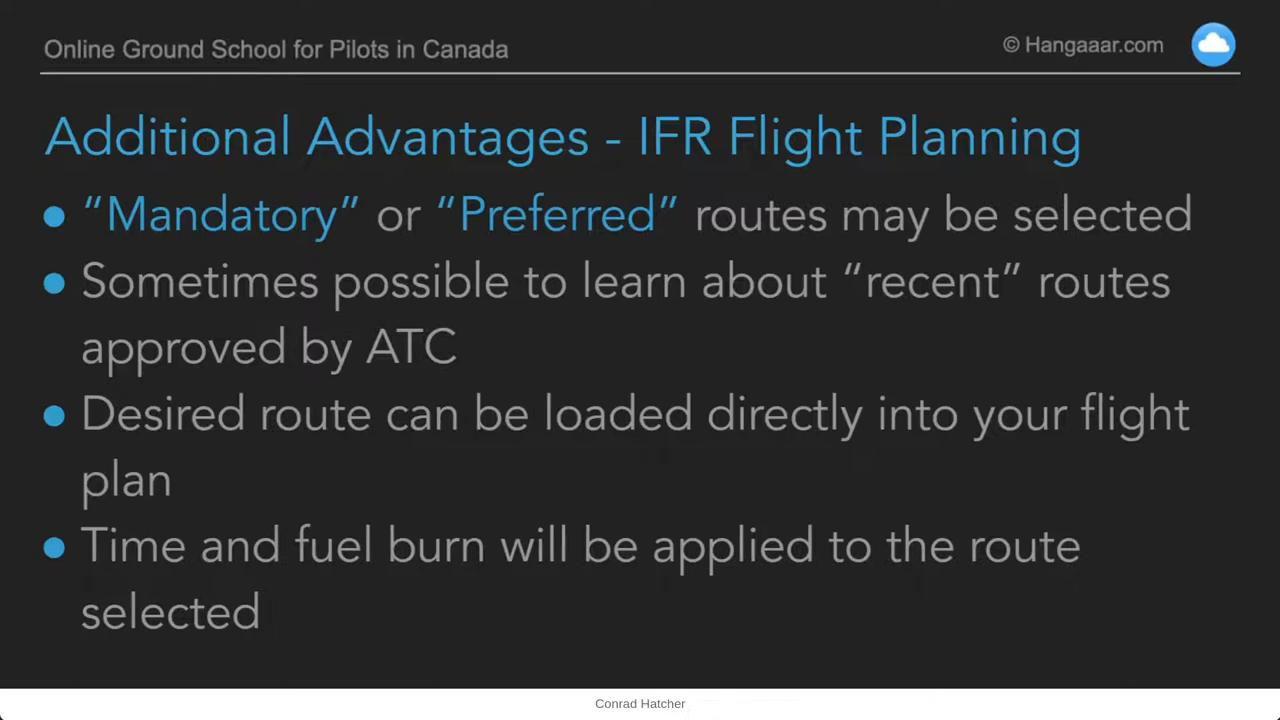 Online Ground School for Pilots in Canada
© Hangaaar.com
Additional Advantages - IFR Flight Planning
● “Mandatory” or “Preferred” routes may be selected
● Sometimes possible to learn about “recent” routes
approved by ATC
● Desired route can be loaded directly into your flight
plan
● Time and fuel burn will be applied to the route
selected
Conrad Hatcher